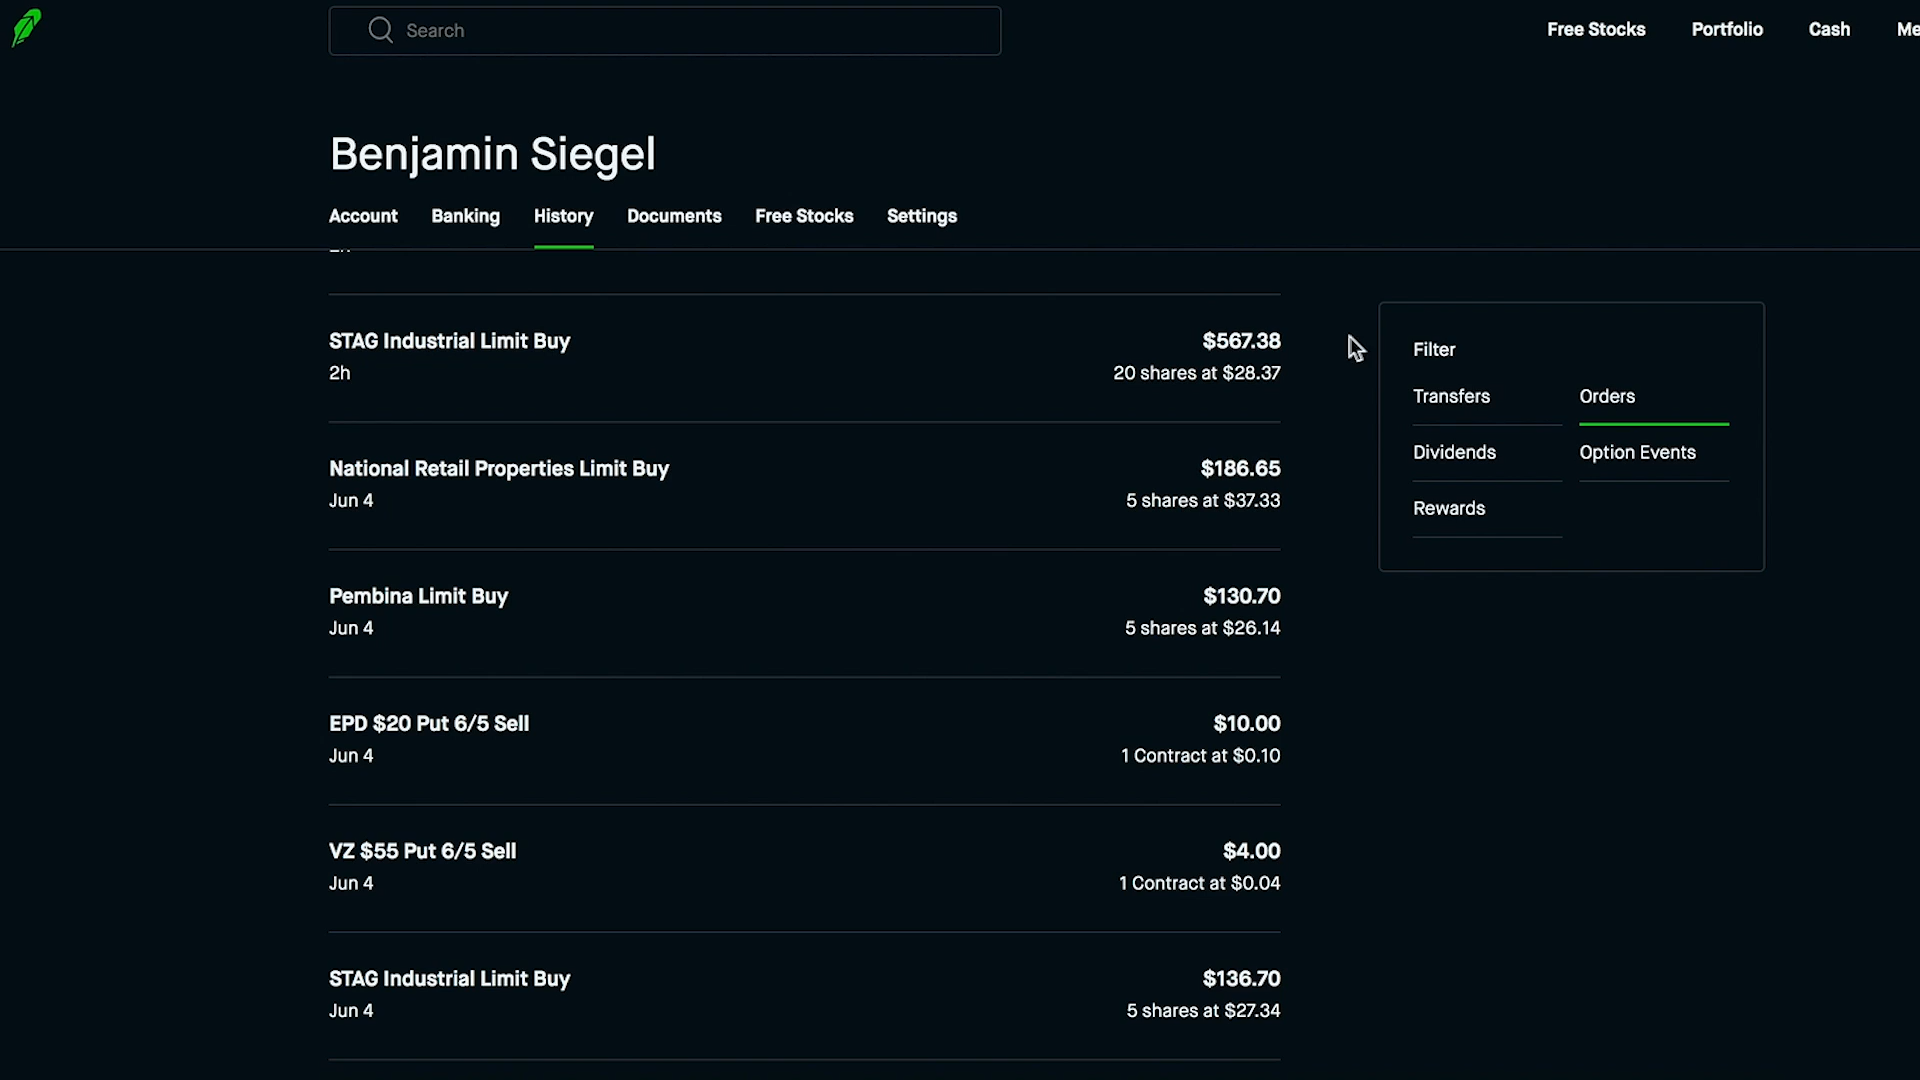 Search
Free Stocks
Portfolio
Cash
Benjamin Siegel
Account
Banking
History
Documents
Free Stocks
Settings
STAG Industrial Limit Buy
$567.38
2h
20 shares at $28.37
National Retail Properties Limit Buy
$186.65
Jun 4
5 shares at $37.33
Pembina Limit Buy
$130.70
Jun 4
5 shares at $26.14
EPD $20 Put 6/5 Sell
$10.00
Jun 4
1 Contract at $0.10
VZ $55 Put 6/5 Sell
$4.00
Jun 4
1 Contract at $0.04
STAG Industrial Limit Buy
$136.70
Jun 4
5 shares at $27.34
Filter
Transfers
Orders
Dividends
Option Events
Rewards